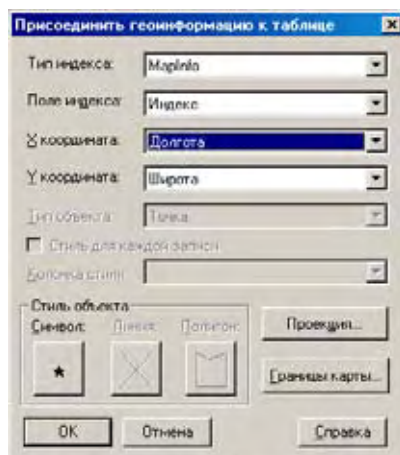 Присоединить геоинформацию к таблице
Тип индекса: MapInfo
Поле индекса: Индекс
X координата: Долгота
Y координата: Широта
Тип объекта: Точка
Стиль для каждой записи
Колонка стиля:
Стиль объекта
Символ: Линия: Полигон:
Проекция...
Границы карты...
OK Отмена Справка